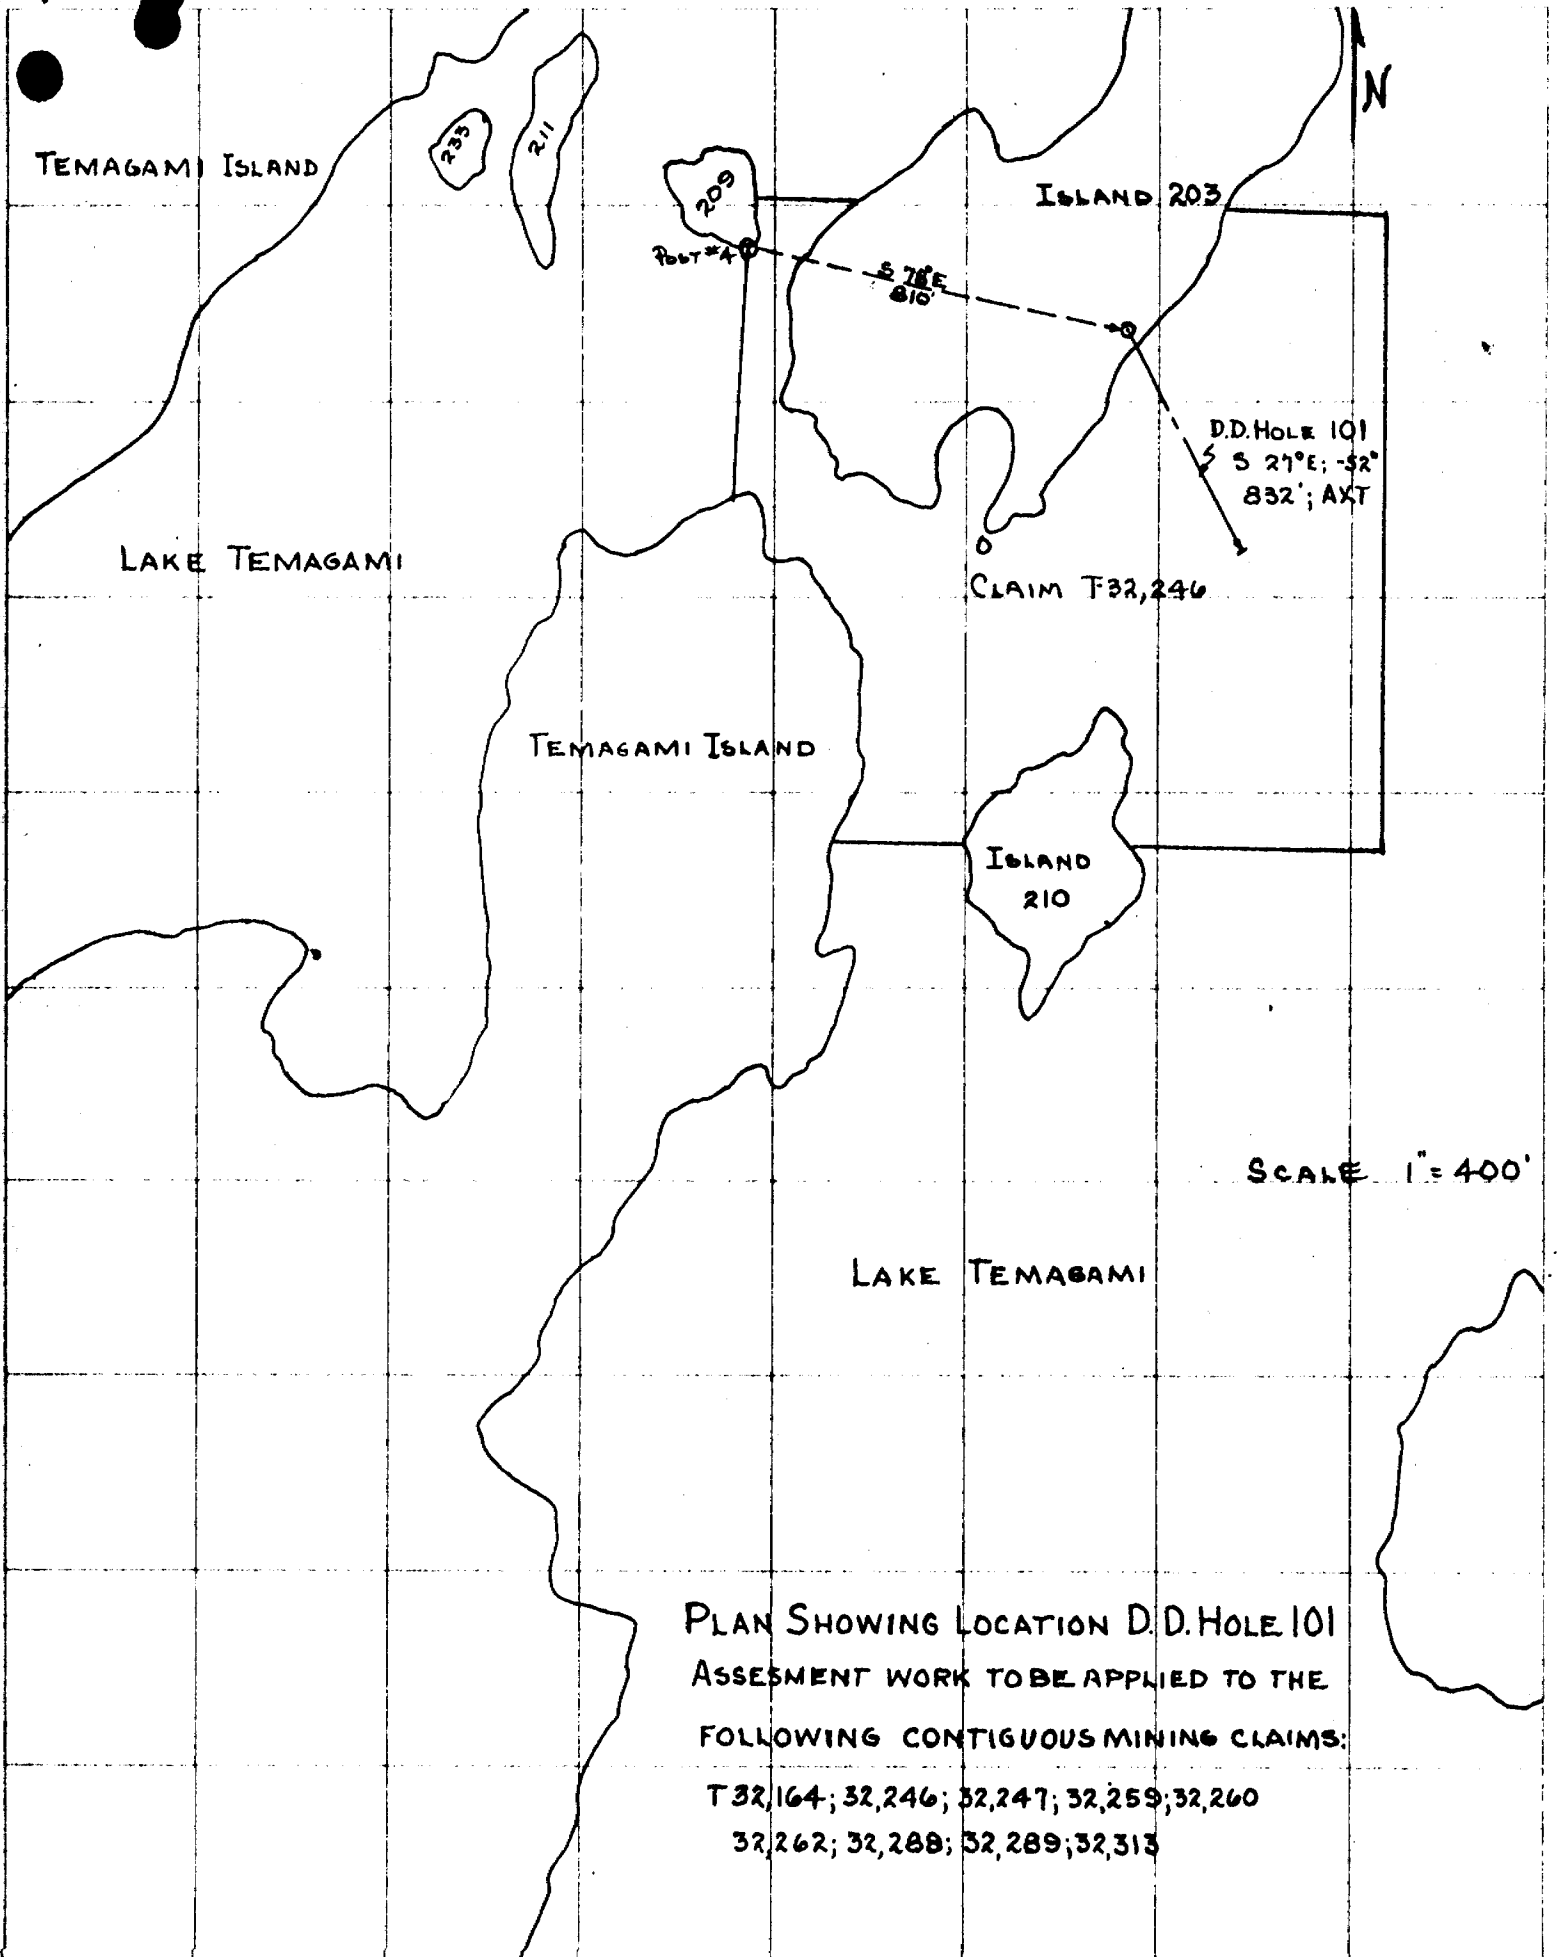 N
TEMAGAMI ISLAND
233
211
209
ISLAND 203
POST #4
S 78°E
810'
D.D. HOLE 101
S 27°E; -52°
832'; AXT
LAKE TEMAGAMI
CLAIM T-32,246
TEMAGAMI ISLAND
ISLAND
210
SCALE 1" = 400'
LAKE TEMAGAMI
PLAN SHOWING LOCATION D.D. HOLE 101
ASSESMENT WORK TO BE APPLIED TO THE
FOLLOWING CONTIGUOUS MINING CLAIMS:
T 32,164; 32,246; 32,247; 32,259; 32,260
32,262; 32,288; 32,289; 32,313